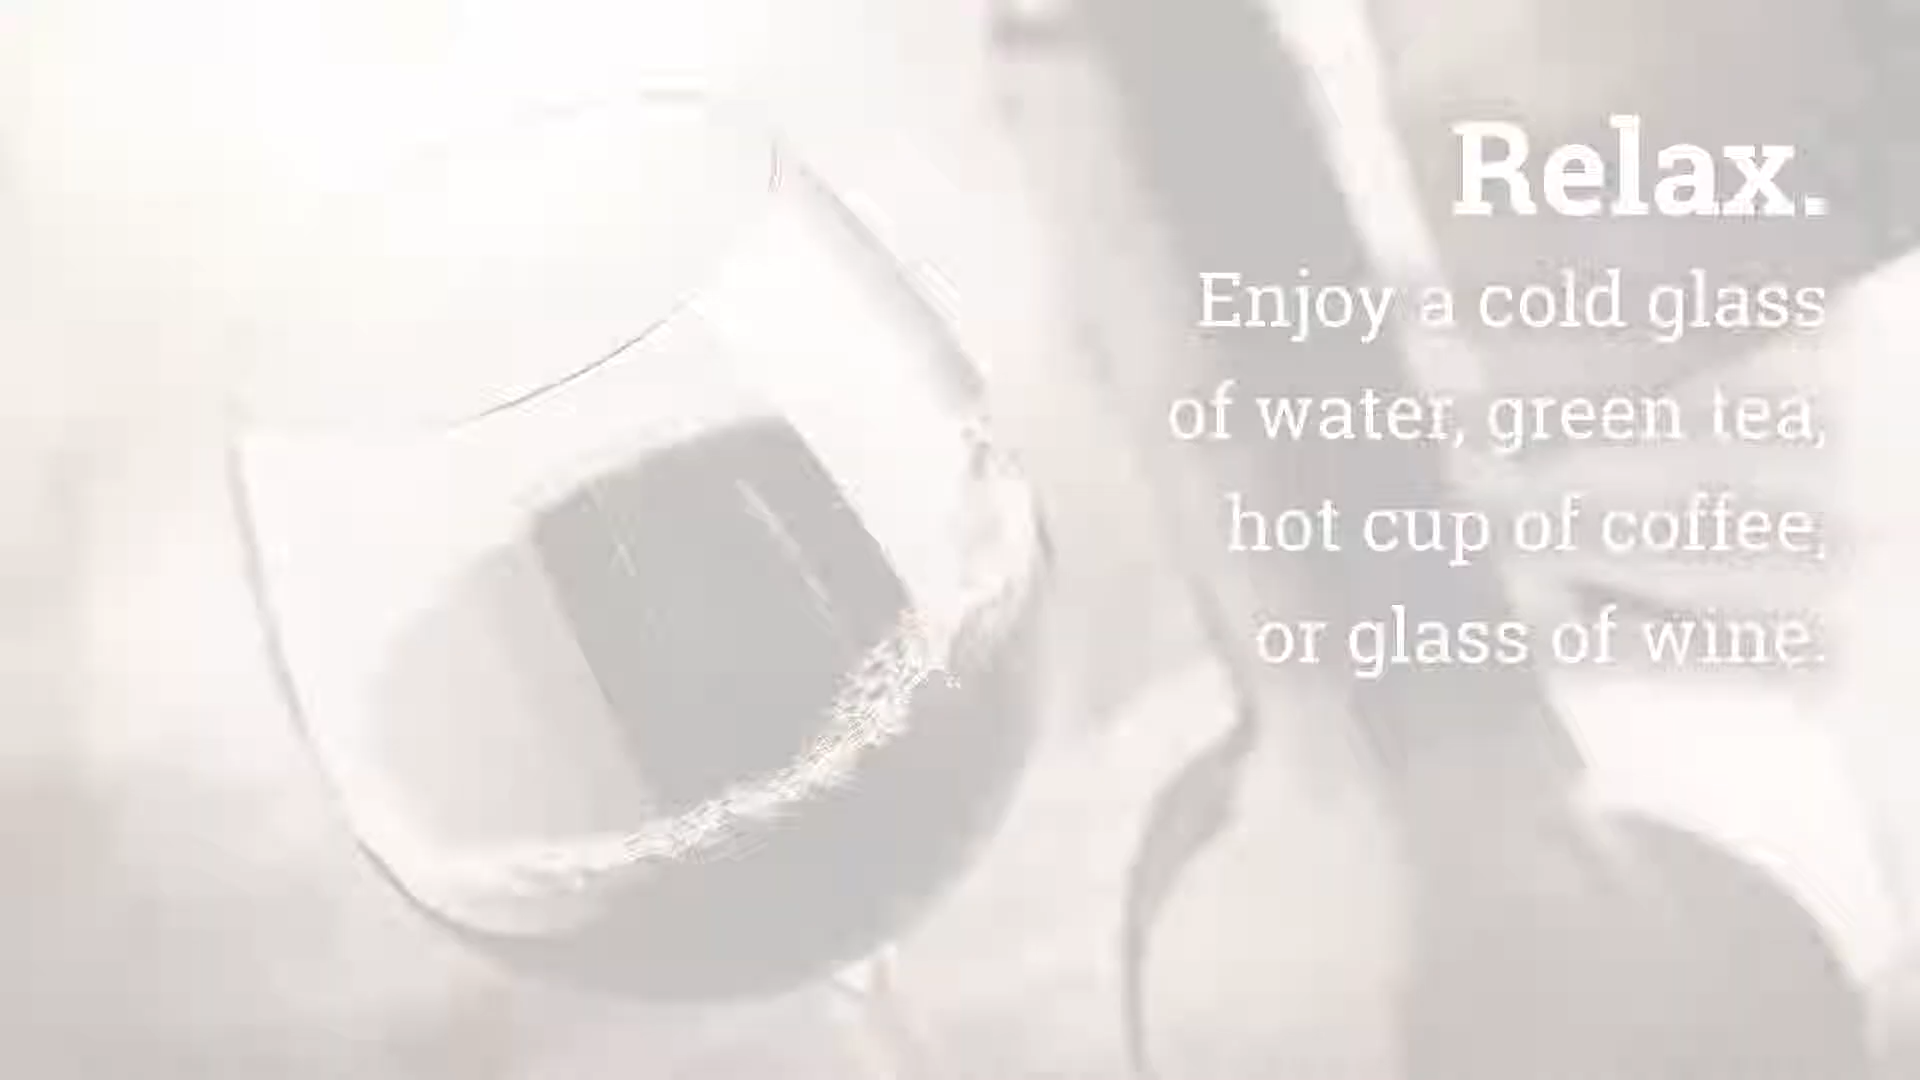 Relax.
Enjoy a cold glass
of water, green tea,
hot cup of coffee,
or glass of wine.